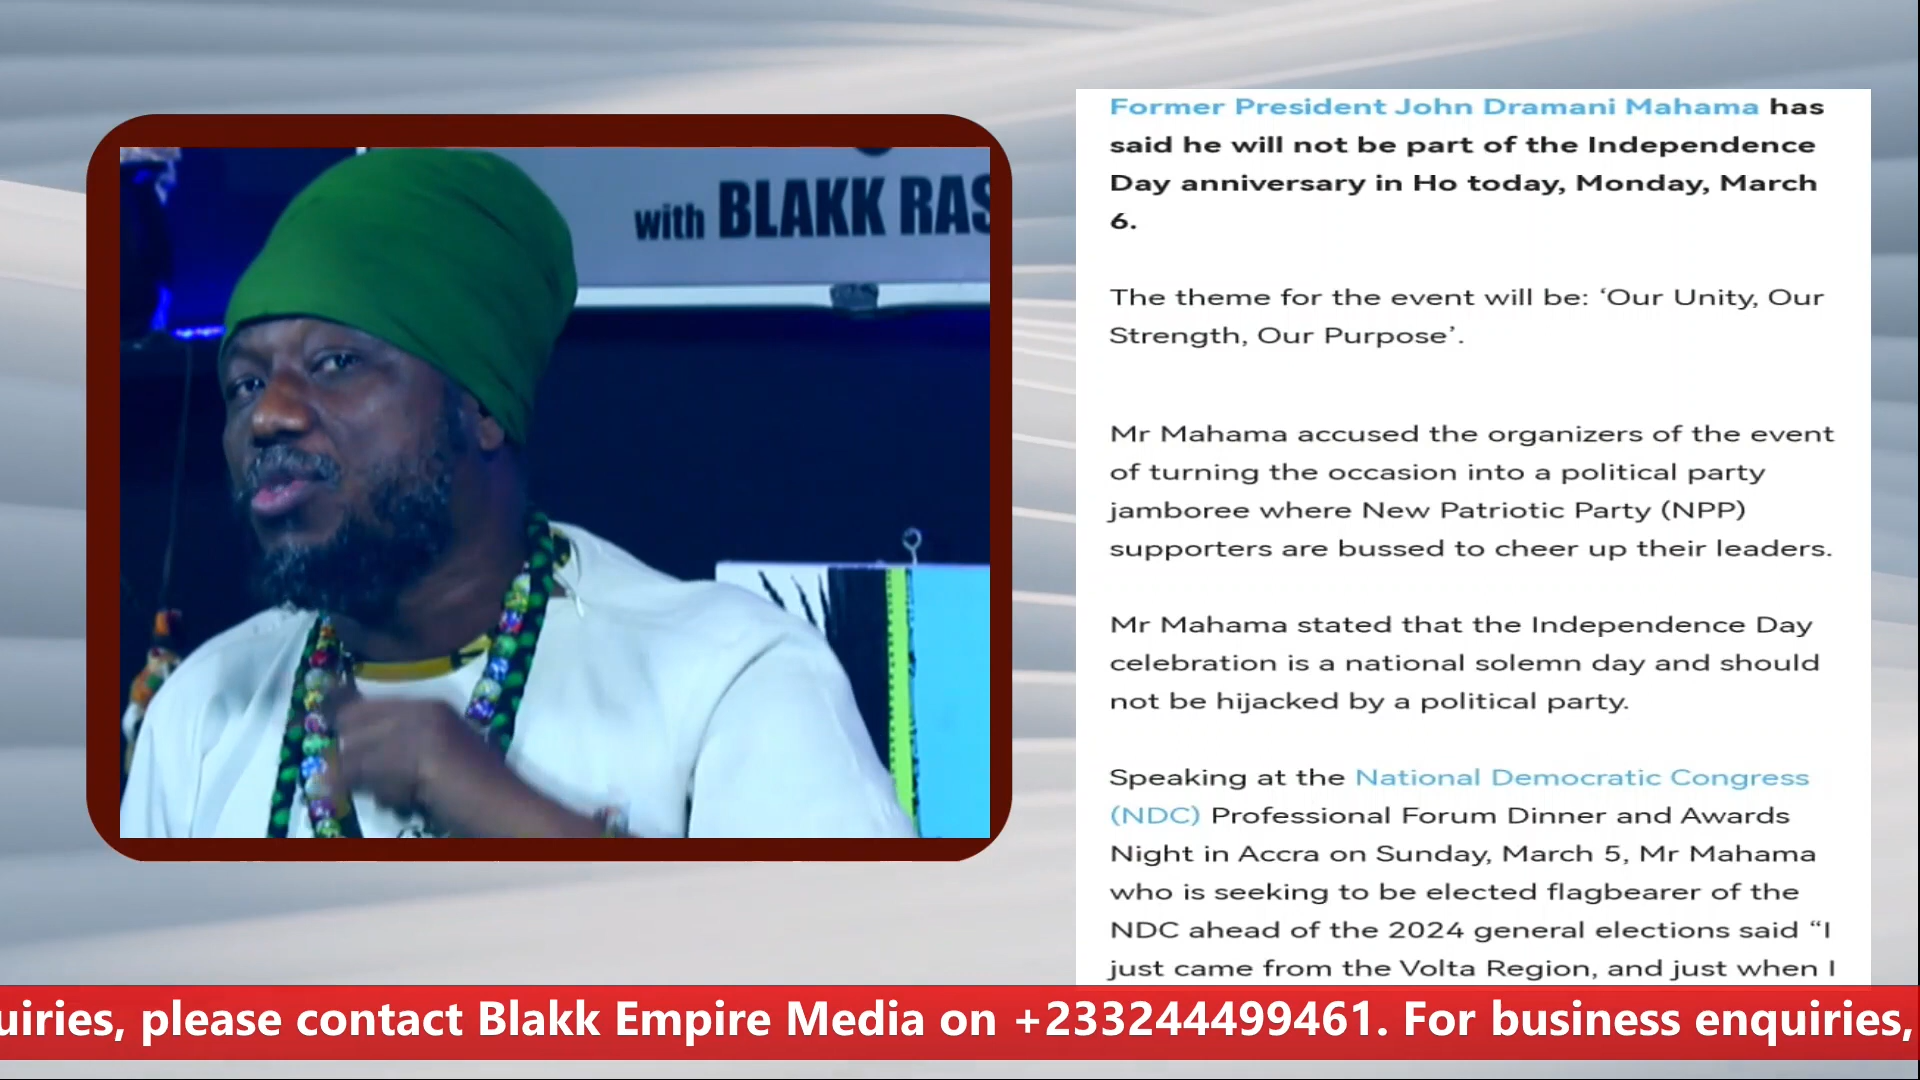 with BLAKK RAS
Former President John Dramani Mahama has
said he will not be part of the Independence
Day anniversary in Ho today, Monday, March
6.
The theme for the event will be: ‘Our Unity, Our
Strength, Our Purpose’.
Mr Mahama accused the organizers of the event
of turning the occasion into a political party
jamboree where New Patriotic Party (NPP)
supporters are bussed to cheer up their leaders.
Mr Mahama stated that the Independence Day
celebration is a national solemn day and should
not be hijacked by a political party.
Speaking at the National Democratic Congress
(NDC) Professional Forum Dinner and Awards
Night in Accra on Sunday, March 5, Mr Mahama
who is seeking to be elected flagbearer of the
NDC ahead of the 2024 general elections said “I
just came from the Volta Region, and just when I
uiries, please contact Blakk Empire Media on +233244499461. For business enquiries,